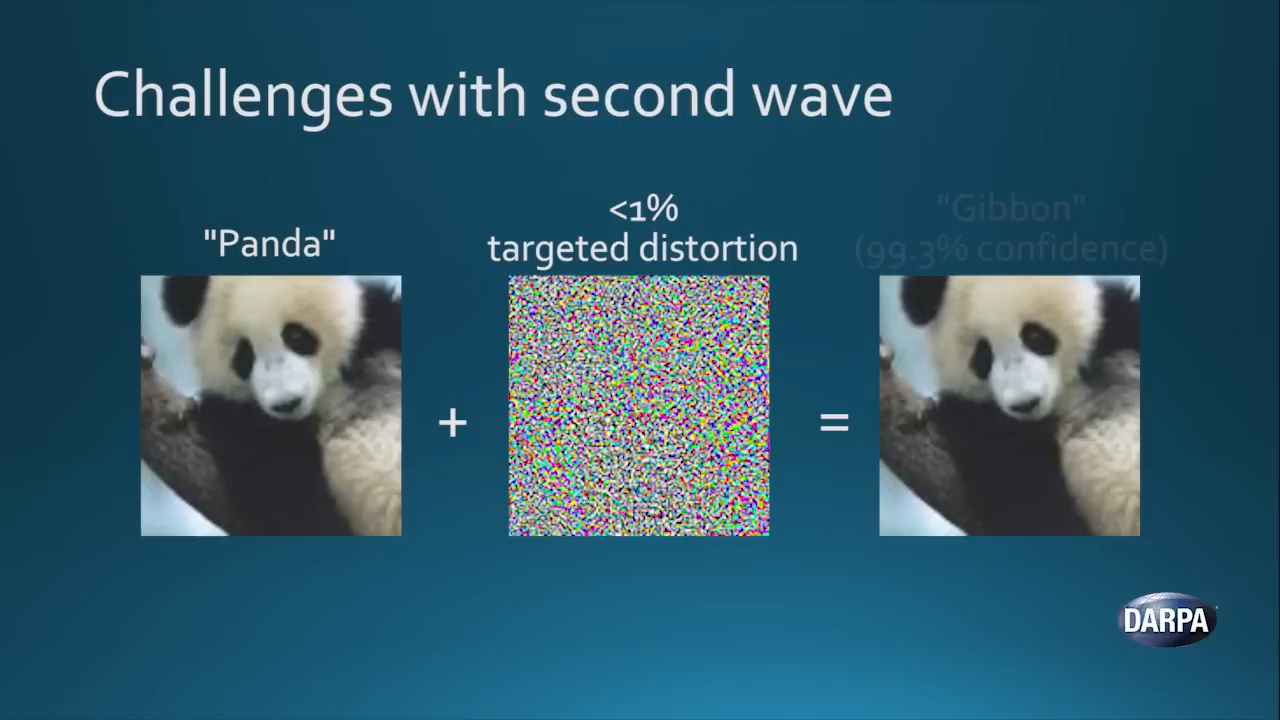 Challenges with second wave
"Panda"
<1%
targeted distortion
"Gibbon"
(99.3% confidence)
+
=
DARPA